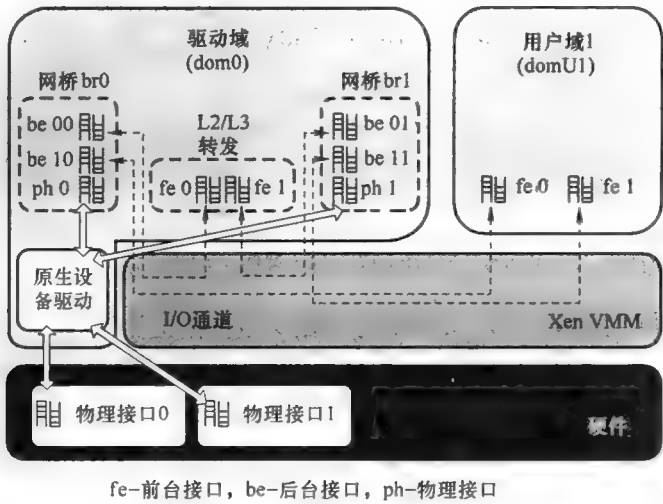 驱动域
(dom0)
用户域1
(domU1)
网桥br0
网桥br1
be 00
be 10
ph 0
L2/L3
转发
fe 0
fe 1
be 01
be 11
ph 1
fe 0
fe 1
原生设
备驱动
I/O通道
Xen VMM
物理接口0
物理接口1
硬件
fe-前台接口，be-后台接口，ph-物理接口